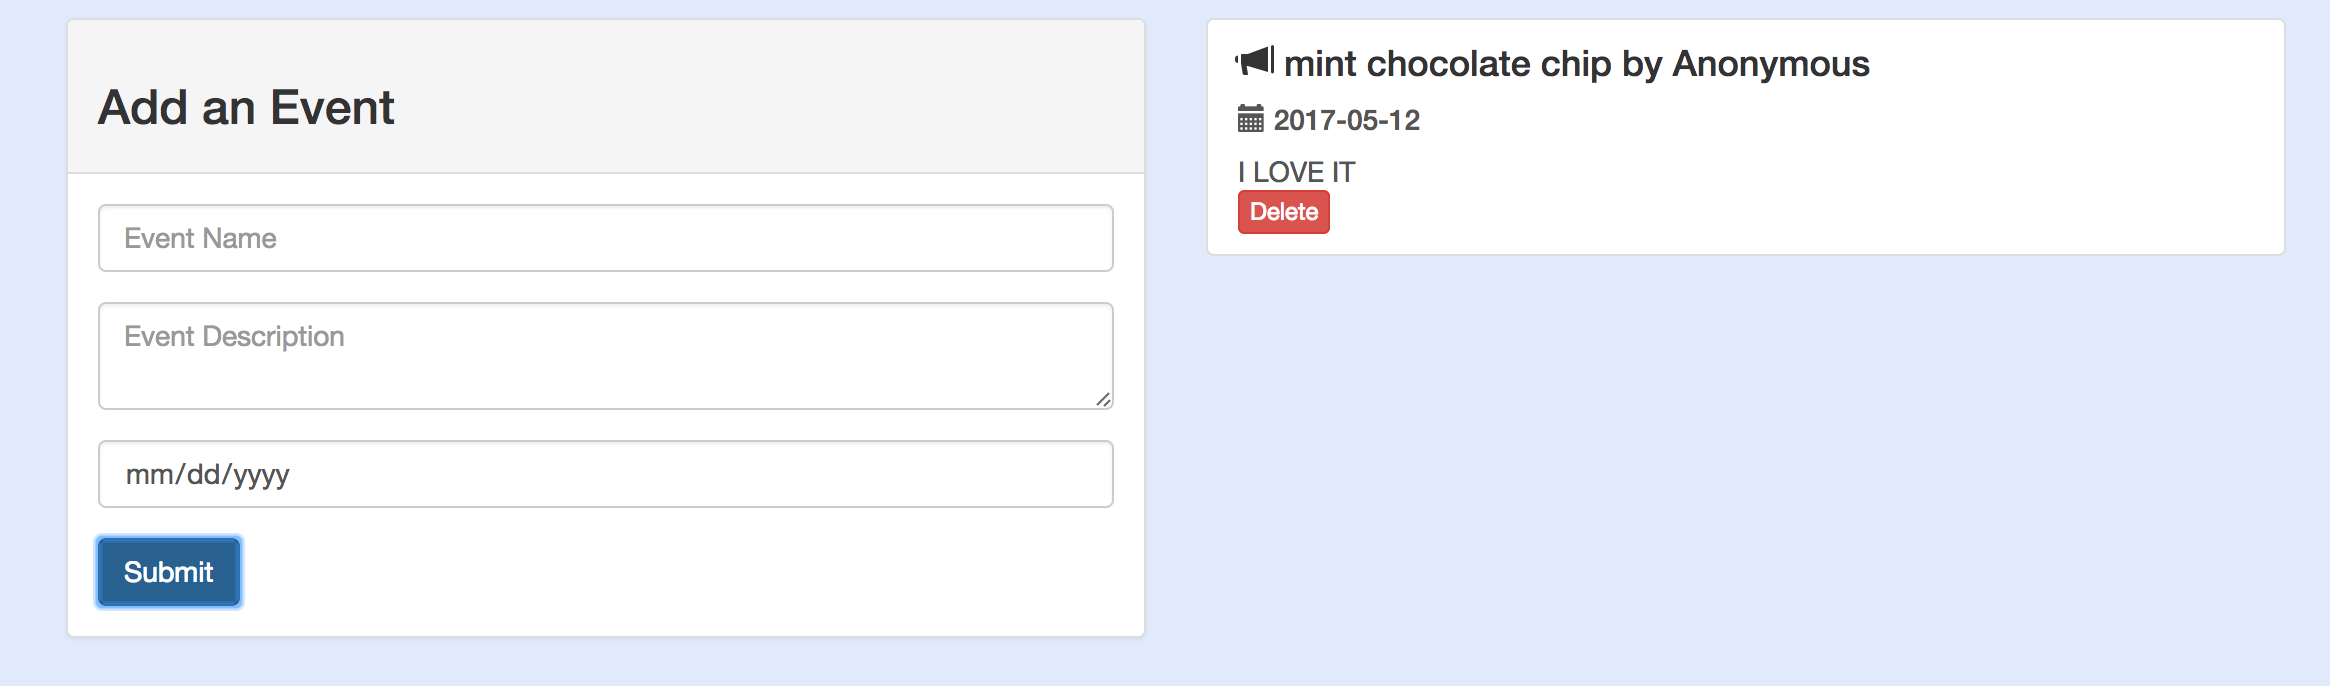 Add an Event
Event Name
Event Description
mm/dd/yyyy
Submit
mint chocolate chip by Anonymous
2017-05-12
I LOVE IT
Delete